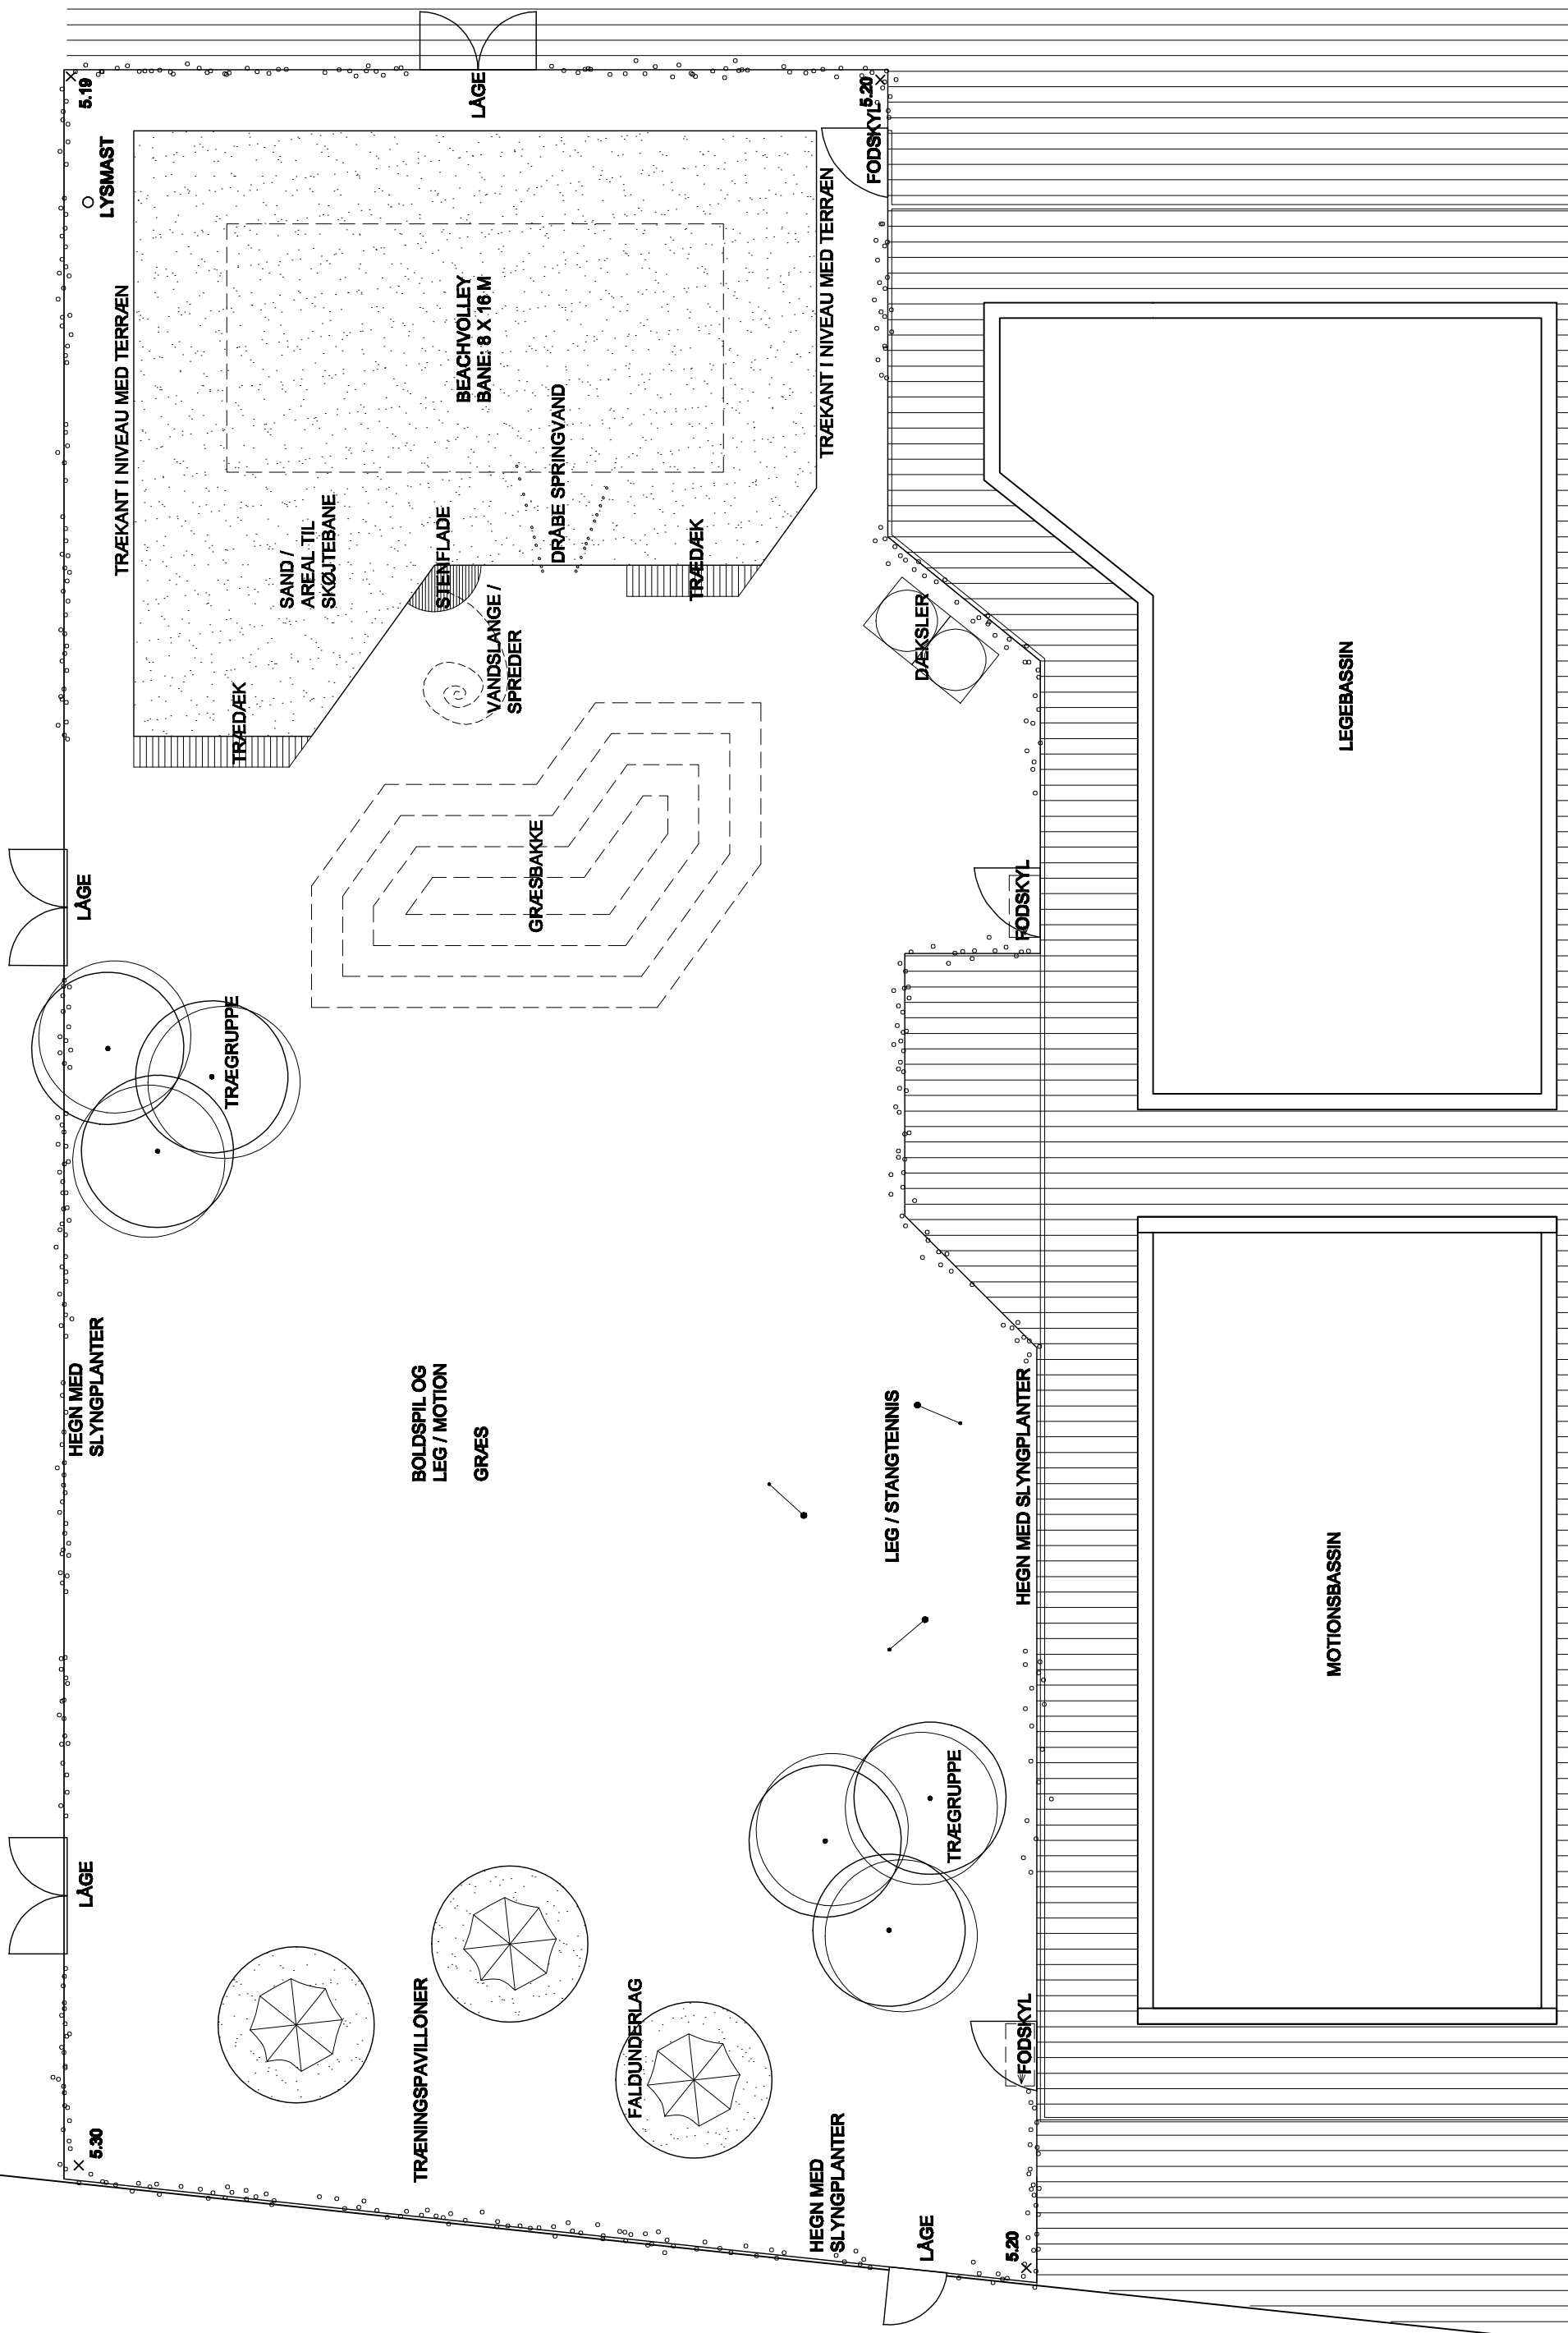 5.19
LYSMAST
LÅGE
5.20
FODSKYL
TRÆKANT I NIVEAU MED TERRÆN
TRÆKANT I NIVEAU MED TERRÆN
BEACHVOLLEY
BANE: 8 X 16 M
DRÅBE SPRINGVAND
SAND /
AREAL TIL
SKØJTEBANE
STENFLADE
TRÆDÆK
VANDSLANGE /
SPREDER
TRÆDÆK
DÆKSLER
LEGEBASSIN
LÅGE
GRÆSBAKKE
FODSKYL
TRÆGRUPPE
HEGN MED
SLYNGPLANTER
BOLDSPIL OG
LEG / MOTION
GRÆS
LEG / STANGTENNIS
HEGN MED SLYNGPLANTER
MOTIONSBASSIN
TRÆGRUPPE
LÅGE
TRÆNINGSPAVILLONER
FALDUNDERLAG
FODSKYL
5.30
HEGN MED
SLYNGPLANTER
LÅGE
5.20